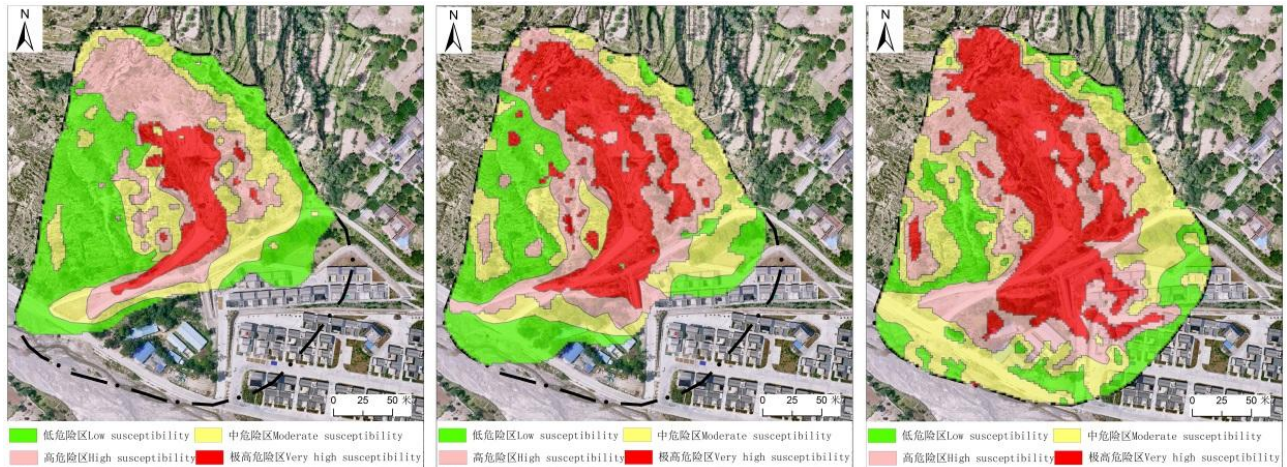 N
0 25 50 米
低危险区Low susceptibility 中危险区Moderate susceptibility
高危险区High susceptibility 极高危险区Very high susceptibility
N
0 25 50 米
低危险区Low susceptibility 中危险区Moderate susceptibility
高危险区High susceptibility 极高危险区Very high susceptibility
N
0 25 50 米
低危险区Low susceptibility 中危险区Moderate susceptibility
高危险区High susceptibility 极高危险区Very high susceptibility